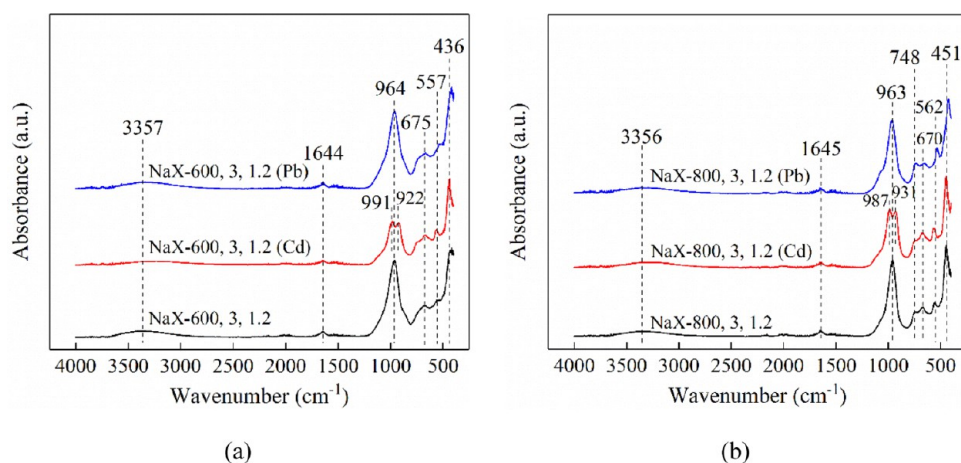 436
557
964
675
3357
1644
NaX-600, 3, 1.2 (Pb)
991
922
NaX-600, 3, 1.2 (Cd)
NaX-600, 3, 1.2
Absorbance (a.u.)
4000 3500 3000 2500 2000 1500 1000 500
Wavenumber (cm-1)
(a)
748
451
963
562
670
3356
1645
NaX-800, 3, 1.2 (Pb)
987
931
NaX-800, 3, 1.2 (Cd)
NaX-800, 3, 1.2
Absorbance (a.u.)
4000 3500 3000 2500 2000 1500 1000 500
Wavenumber (cm-1)
(b)